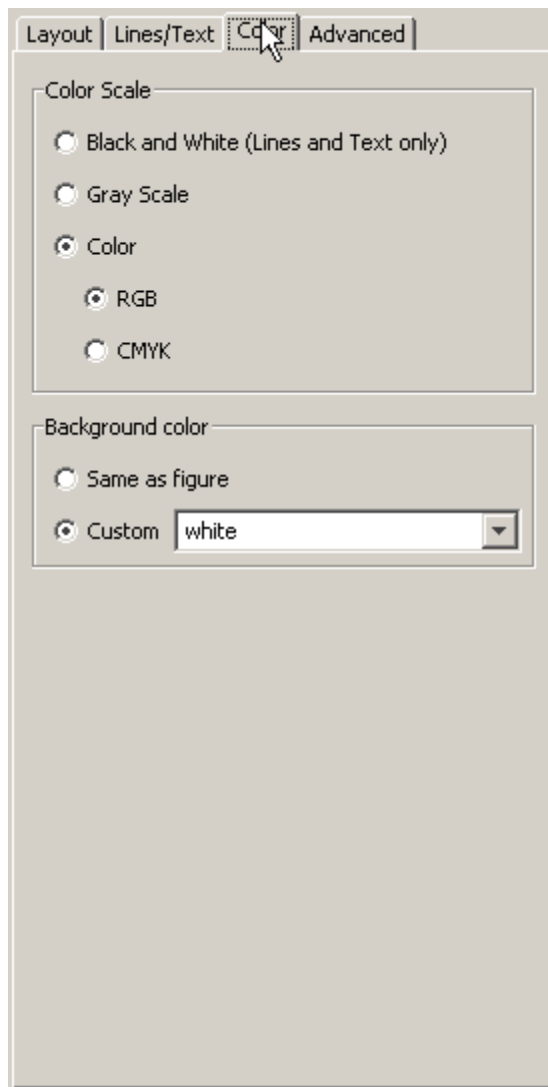 Layout Lines/Text Color Advanced
Color Scale
Black and White (Lines and Text only)
Gray Scale
Color
RGB
CMYK
Background color
Same as figure
Custom white